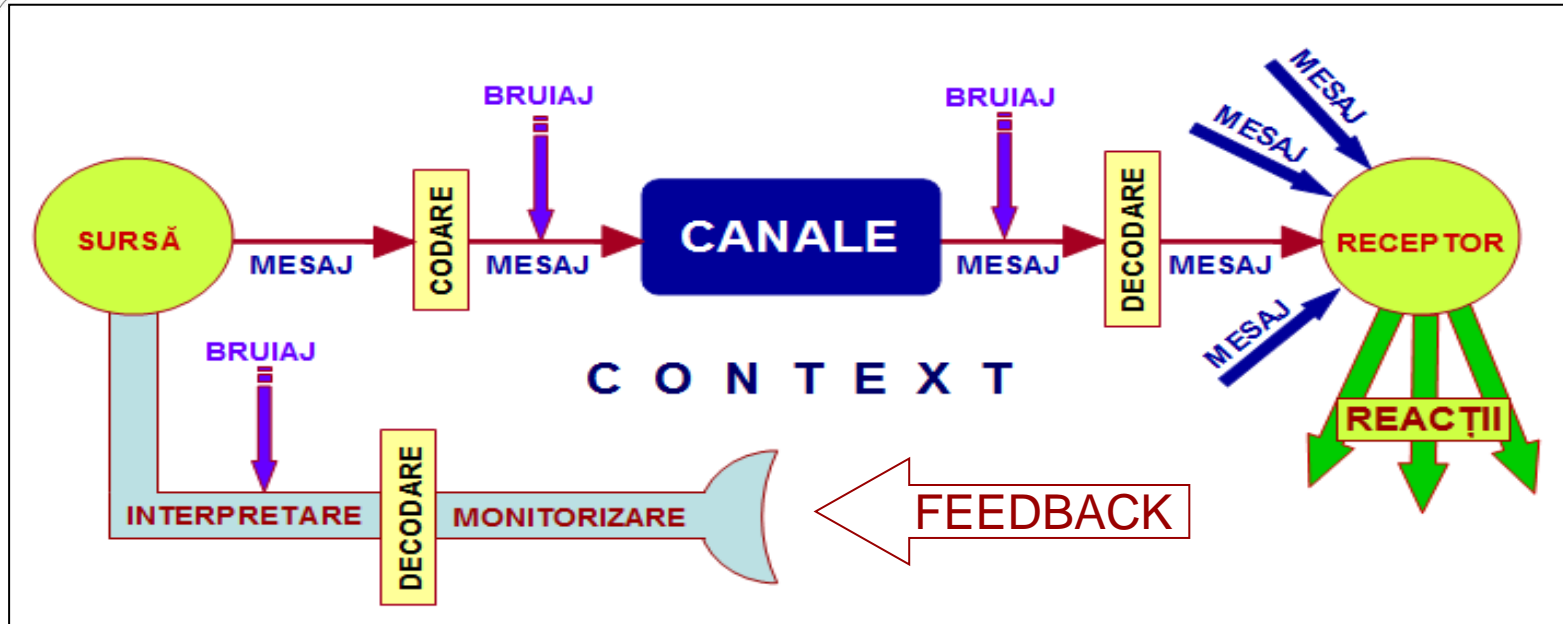 BRUIAJ
BRUIAJ
MESAJ
MESAJ
SURSĂ
MESAJ
CODARE
MESAJ
CANALE
MESAJ
DECODARE
MESAJ
RECEPTOR
MESAJ
BRUIAJ
CONTEXT
REACȚII
INTERPRETARE
DECODARE
MONITORIZARE
FEEDBACK